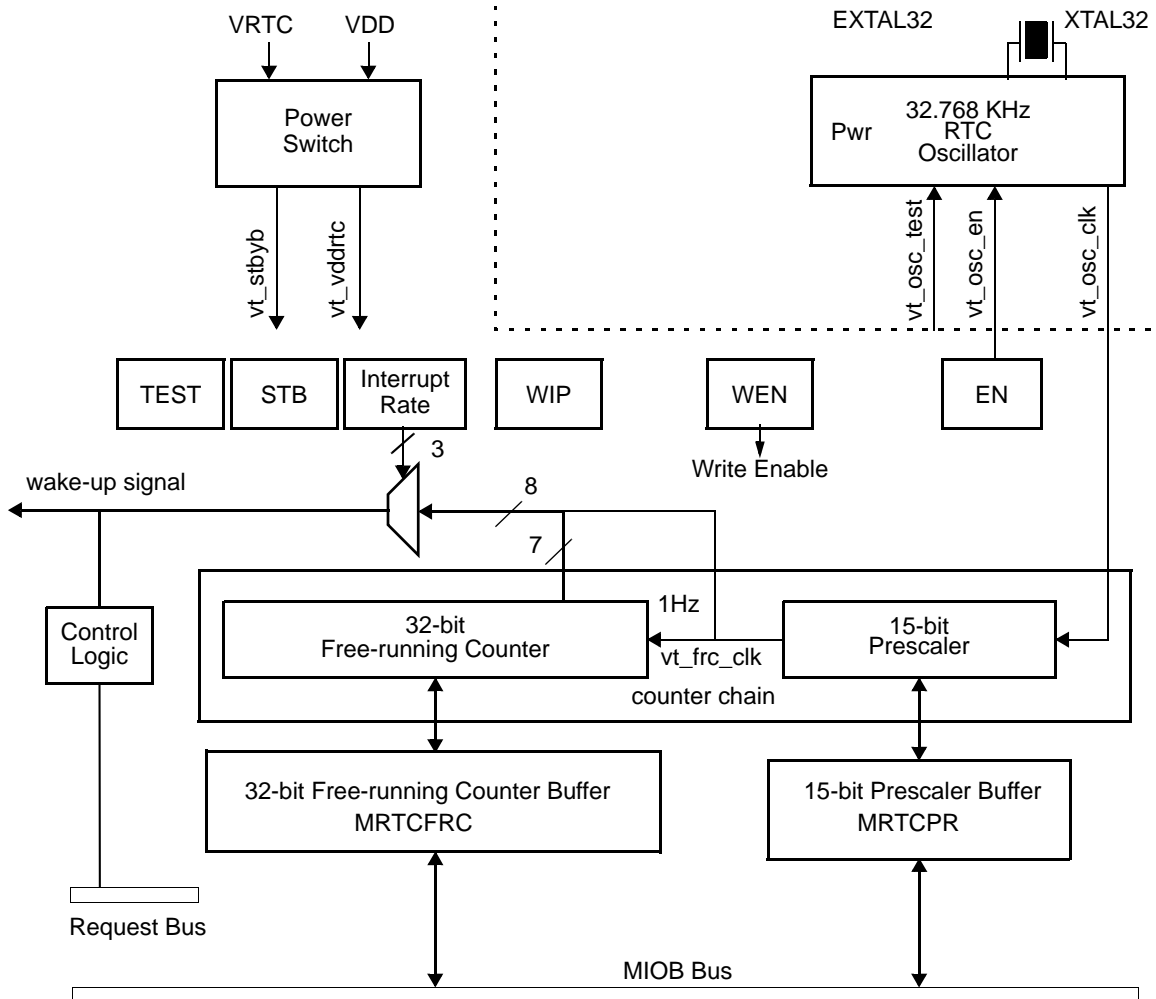 VRTC VDD
EXTAL32 XTAL32
Power
Switch
32.768 KHz
Pwr RTC
Oscillator
vt_stbyb
vt_vddrtc
vt_osc_test
vt_osc_en
vt_osc_clk
TEST STB Interrupt
Rate
WIP WEN EN
3
Write Enable
wake-up signal
8
7
1Hz
32-bit
Free-running Counter
15-bit
Prescaler
vt_frc_clk
counter chain
Control
Logic
32-bit Free-running Counter Buffer
MRTCFRC
15-bit Prescaler Buffer
MRTCPR
Request Bus
MIOB Bus